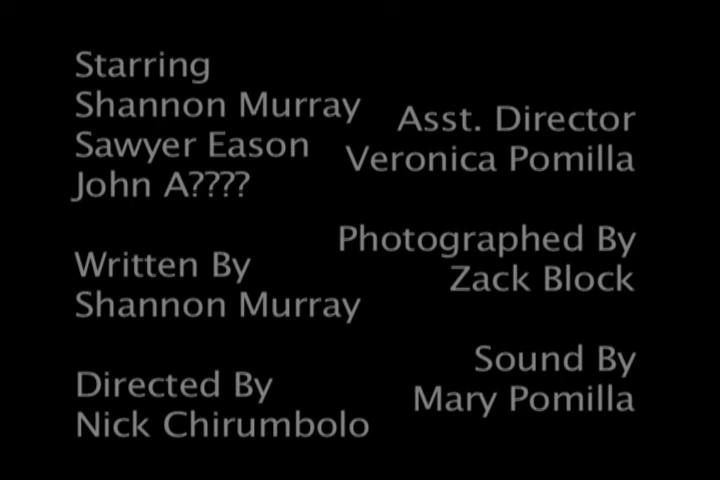 Starring
Shannon Murray
Sawyer Eason
John A????
Written By
Shannon Murray
Directed By
Nick Chirumbolo
Asst. Director
Veronica Pomilla
Photographed By
Zack Block
Sound By
Mary Pomilla